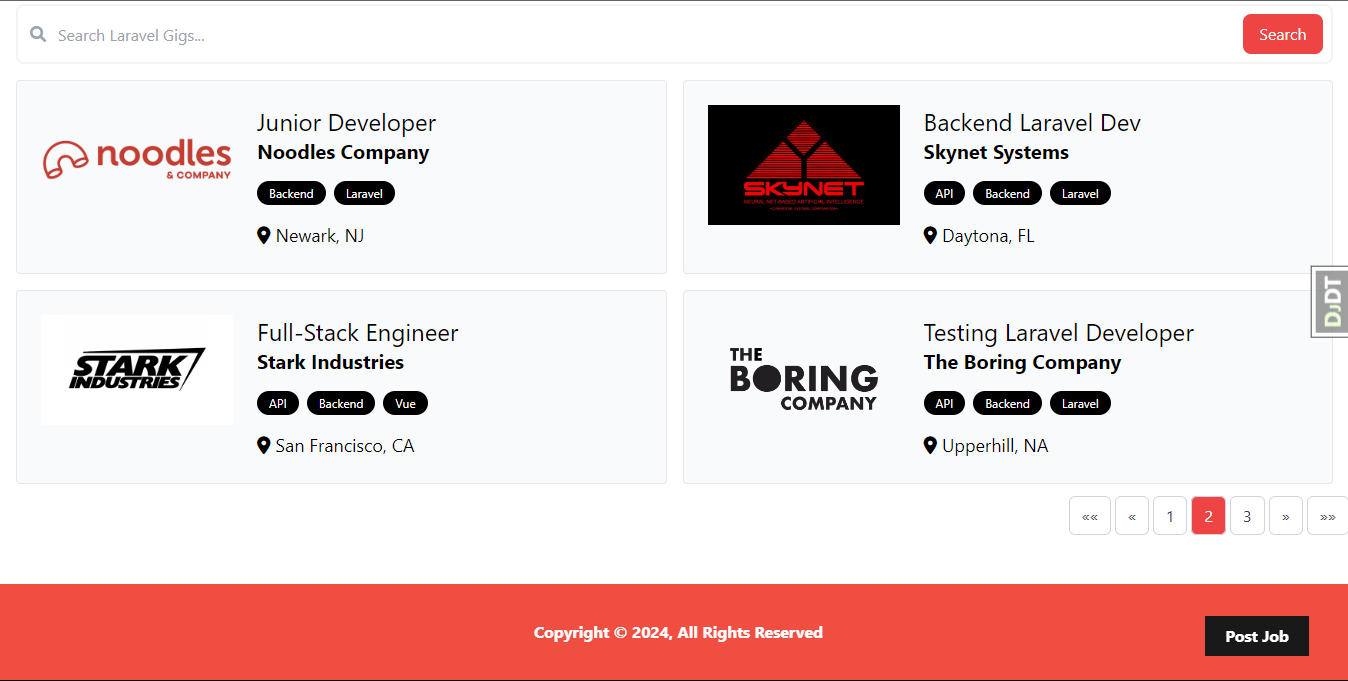 Search Laravel Gigs...
Search
noodles
& COMPANY
Junior Developer
Noodles Company
Backend Laravel
Newark, NJ
SKYNET
NEURAL NET-BASED ARTIFICIAL INTELLIGENCE
Backend Laravel Dev
Skynet Systems
API Backend Laravel
Daytona, FL
DJDT
STARK
INDUSTRIES
Full-Stack Engineer
Stark Industries
API Backend Vue
San Francisco, CA
THE
BORING
COMPANY
Testing Laravel Developer
The Boring Company
API Backend Laravel
Upperhill, NA
«« « 1 2 3 » »»
Copyright © 2024, All Rights Reserved
Post Job